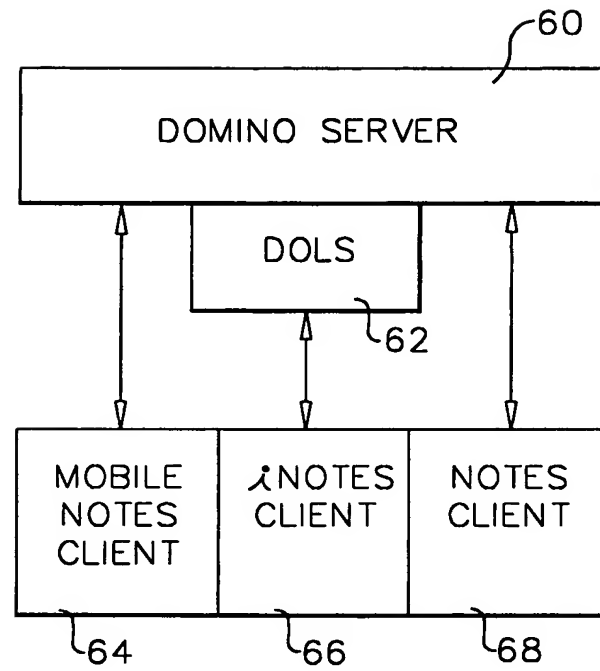 60
DOMINO SERVER
DOLS
62
MOBILE
NOTES
CLIENT
iNOTES
CLIENT
NOTES
CLIENT
64
66
68